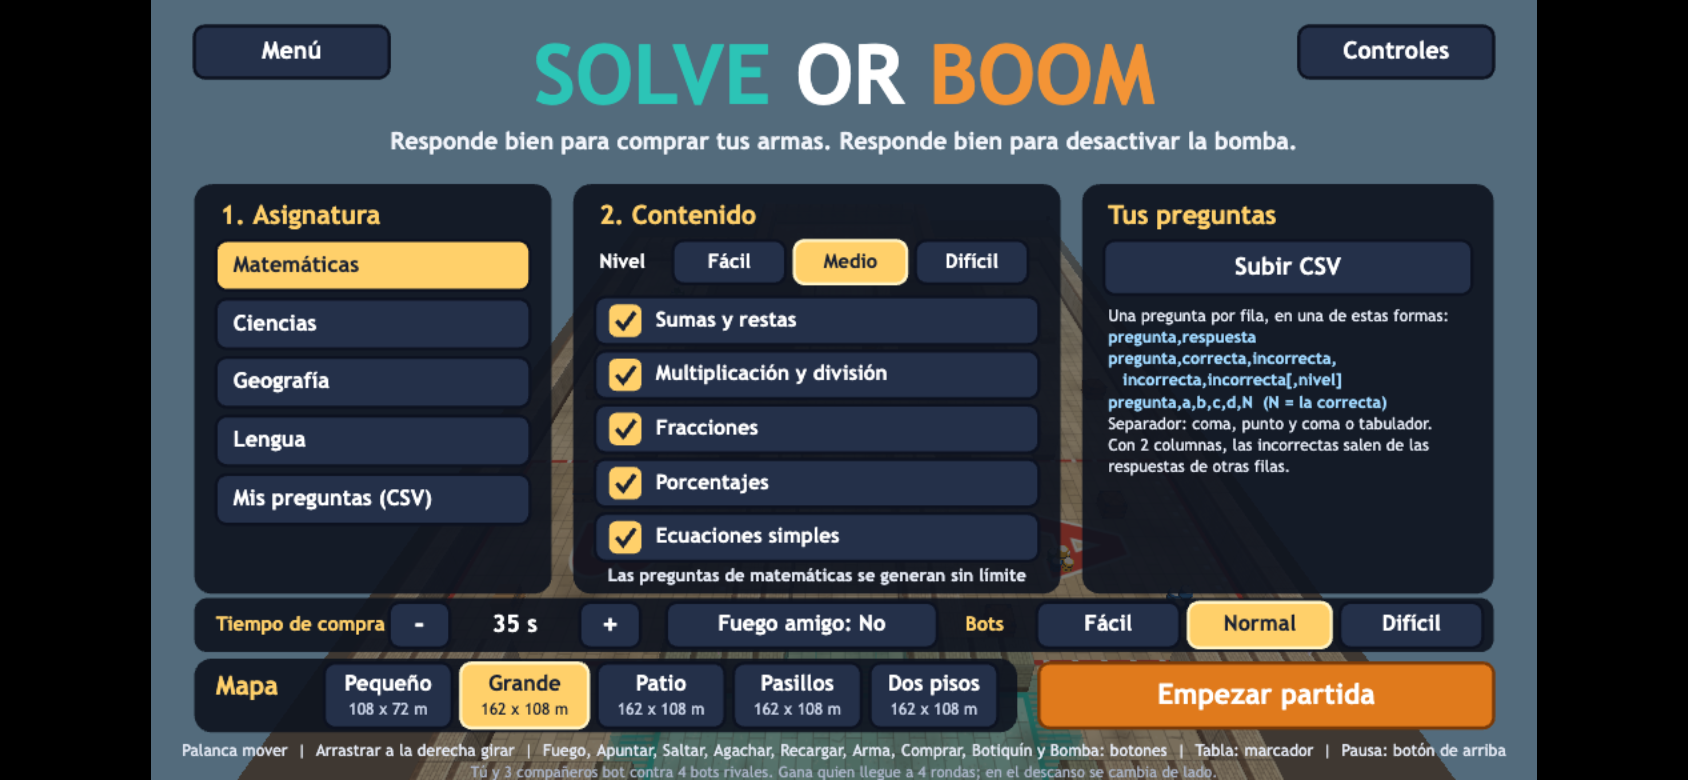 Menú
SOLVE OR BOOM
Controles
Responde bien para comprar tus armas. Responde bien para desactivar la bomba.
1. Asignatura
Matemáticas
Ciencias
Geografía
Lengua
Mis preguntas (CSV)
2. Contenido
Nivel
Fácil
Medio
Difícil
Sumas y restas
Multiplicación y división
Fracciones
Porcentajes
Ecuaciones simples
Las preguntas de matemáticas se generan sin límite
Tus preguntas
Subir CSV
Una pregunta por fila, en una de estas formas:
pregunta,respuesta
pregunta,correcta,incorrecta,
incorrecta,incorrecta[,nivel]
pregunta,a,b,c,d,N (N = la correcta)
Separador: coma, punto y coma o tabulador.
Con 2 columnas, las incorrectas salen de las
respuestas de otras filas.
Tiempo de compra
-
35 s
+
Fuego amigo: No
Bots
Fácil
Normal
Difícil
Mapa
Pequeño
108 x 72 m
Grande
162 x 108 m
Patio
162 x 108 m
Pasillos
162 x 108 m
Dos pisos
162 x 108 m
Empezar partida
Palanca mover | Arrastrar a la derecha girar | Fuego, Apuntar, Saltar, Agachar, Recargar, Arma, Comprar, Botiquín y Bomba: botones | Tabla: marcador | Pausa: botón de arriba
Tú y 3 compañeros bot contra 4 bots rivales. Gana quien llegue a 4 rondas; en el descanso se cambia de lado.